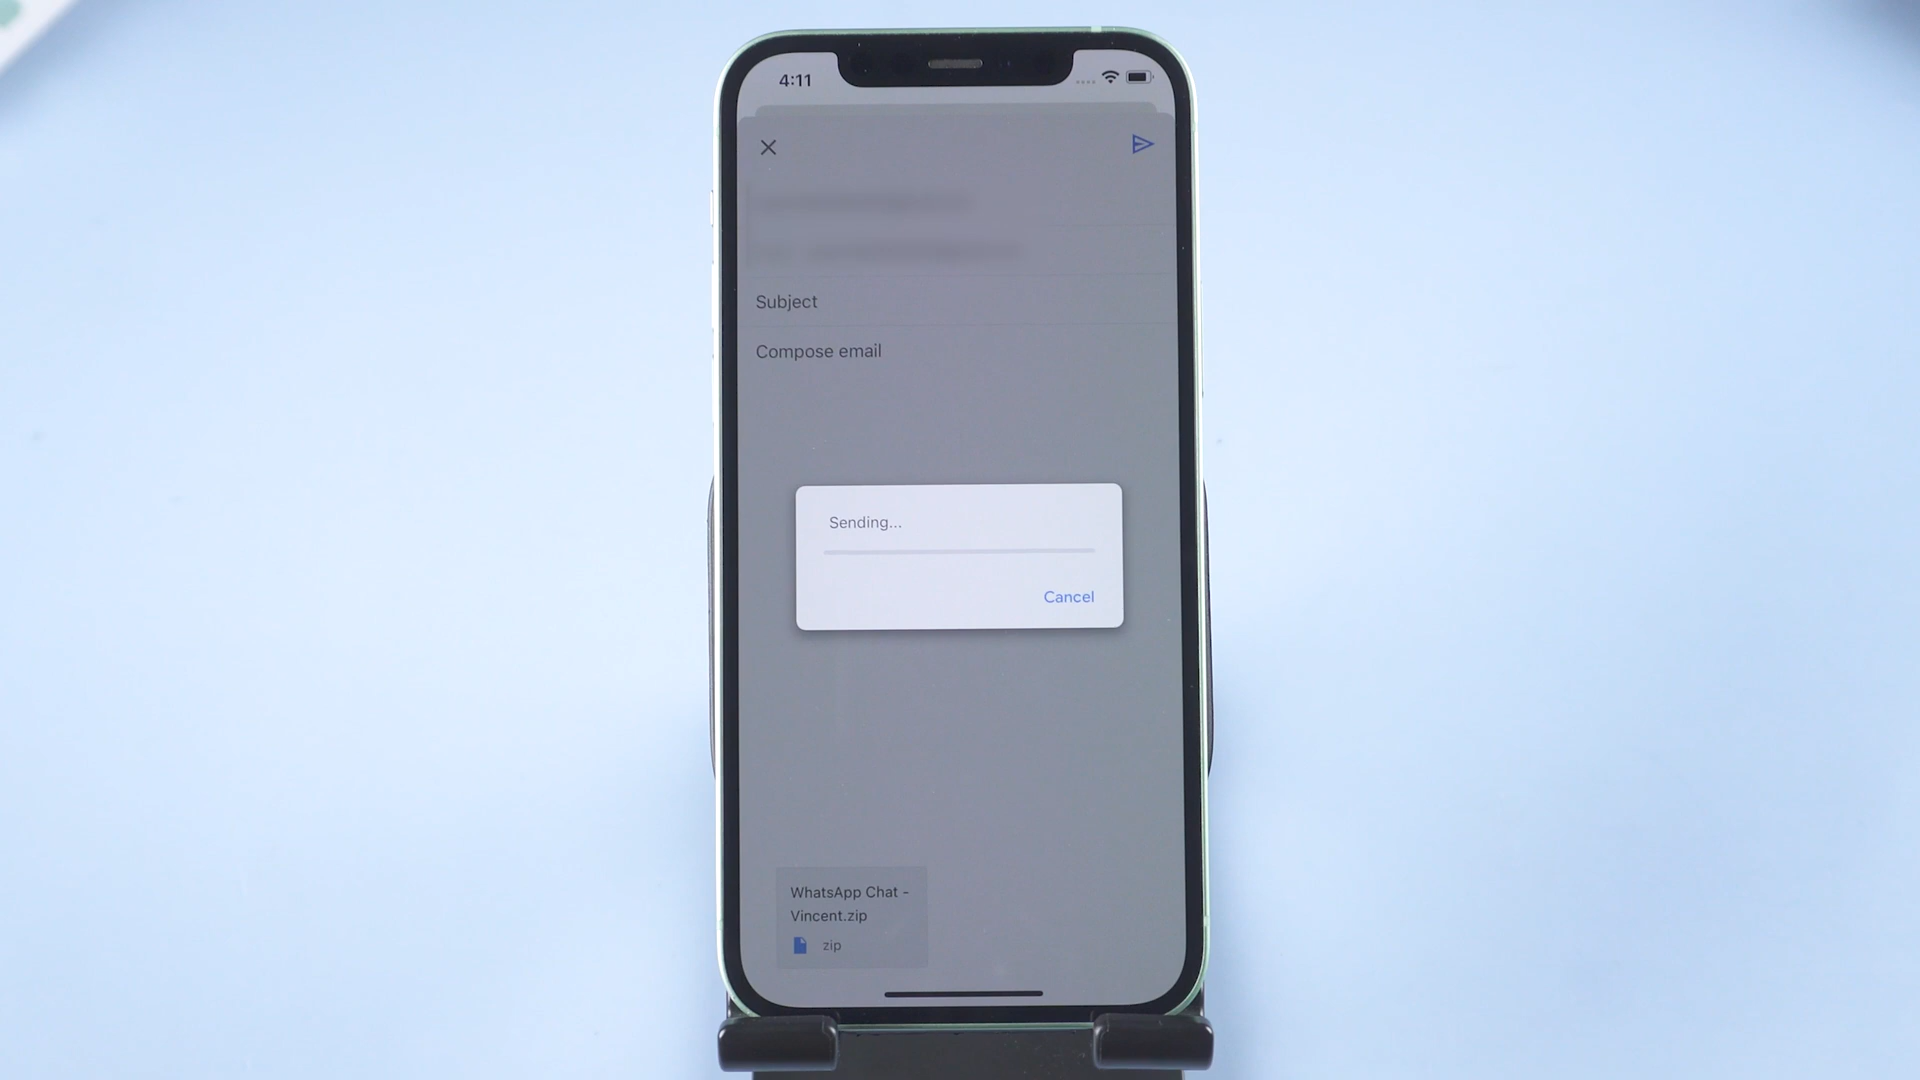 4:11
Subject
Compose email
Sending...
Cancel
WhatsApp Chat -
Vincent.zip
zip